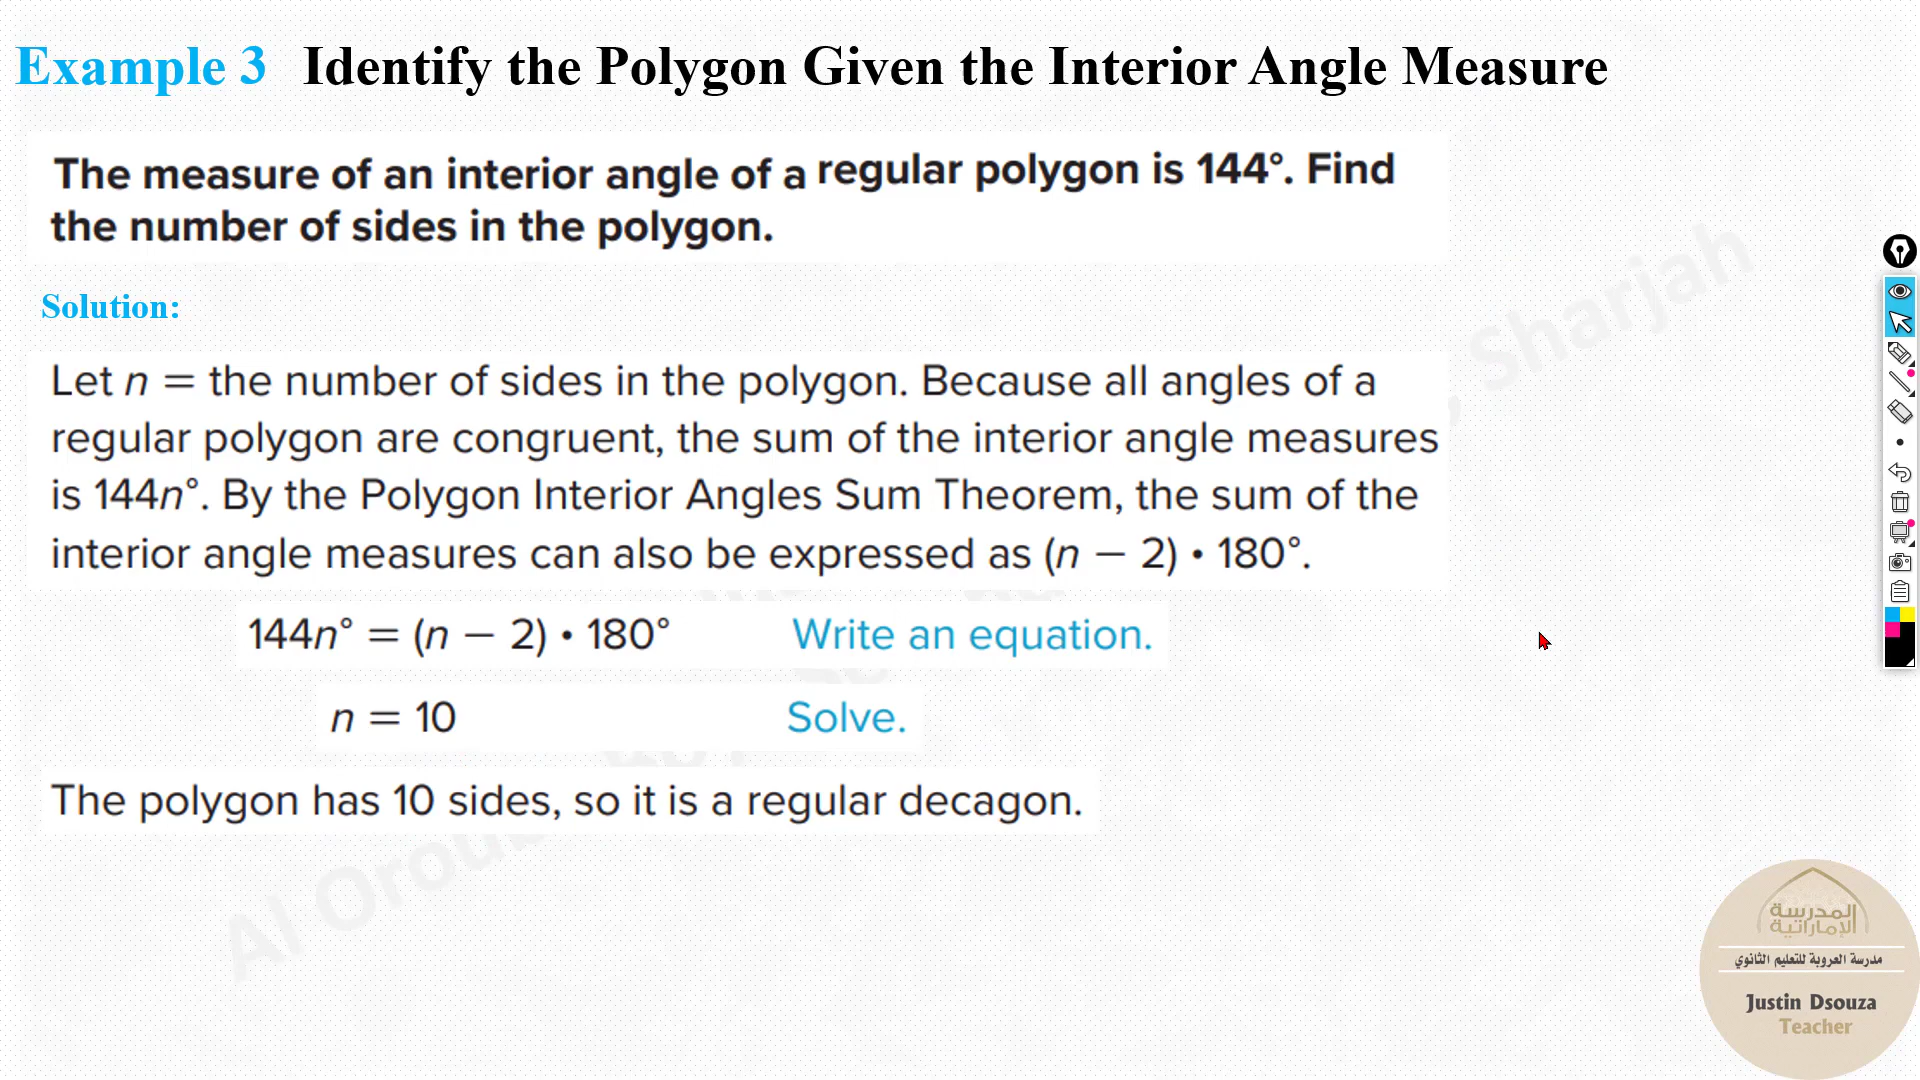 Example 3 Identify the Polygon Given the Interior Angle Measure
The measure of an interior angle of a regular polygon is 144°. Find
the number of sides in the polygon.
Solution:
Let n = the number of sides in the polygon. Because all angles of a
regular polygon are congruent, the sum of the interior angle measures
is 144n°. By the Polygon Interior Angles Sum Theorem, the sum of the
interior angle measures can also be expressed as (n − 2) • 180°.
144n° = (n − 2) • 180° Write an equation.
n = 10 Solve.
The polygon has 10 sides, so it is a regular decagon.
, Sharjah
Al
المدرسة
الإماراتية
مدرسة العروبة للتعليم الثانوي
Justin Dsouza
Teacher